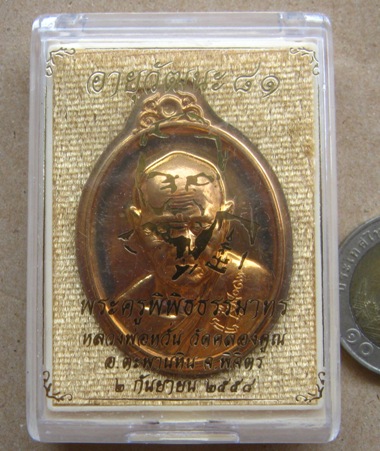 อายุวัฒนะ ๘๑
พระครูพิพิธธรรมาทร
หลวงพ่อหวั่น วัดคลองคูณ
อ.ตะพานหิน จ.พิจิตร
๒ กันยายน ๒๕๕๔